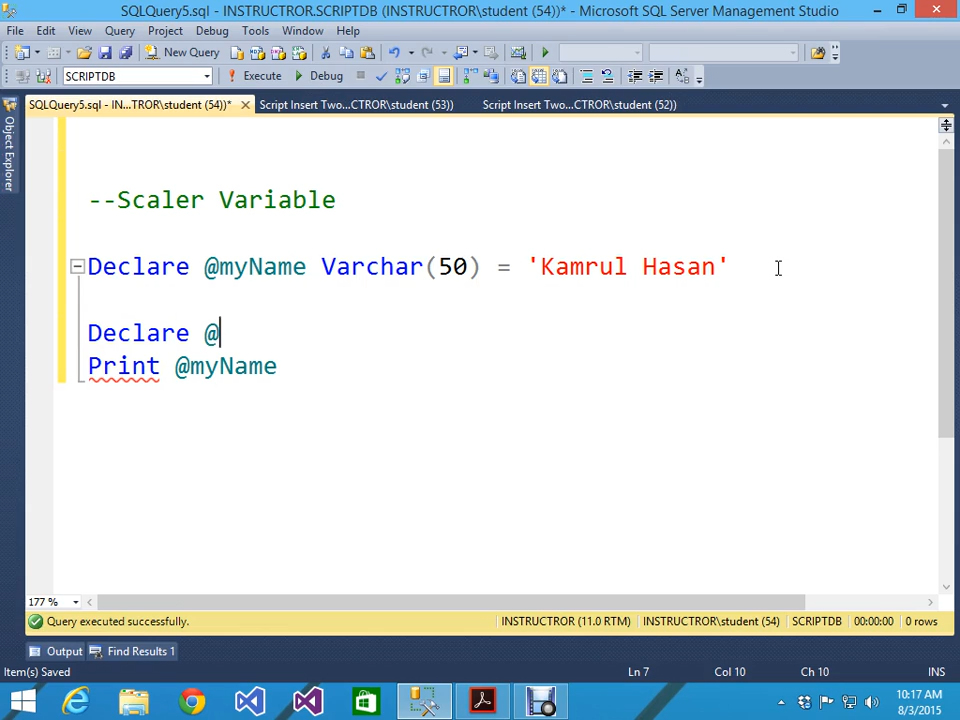 SQLQuery5.sql - INSTRUCTROR.SCRIPTDB (INSTRUCTROR\student (54))* - Microsoft SQL Server Management Studio
File Edit View Query Project Debug Tools Window Help
New Query
SCRIPTDB Execute Debug
SQLQuery5.sql - IN...TROR\student (54))* Script Insert Two...CTROR\student (53)) Script Insert Two...CTROR\student (52))
Object Explorer
--Scaler Variable
Declare @myName Varchar(50) = 'Kamrul Hasan'
Declare @
Print @myName
177 %
Query executed successfully. INSTRUCTROR (11.0 RTM) INSTRUCTROR\student (54) SCRIPTDB 00:00:00 0 rows
Output Find Results 1
Item(s) Saved Ln 7 Col 10 Ch 10 INS
10:17 AM
8/3/2015